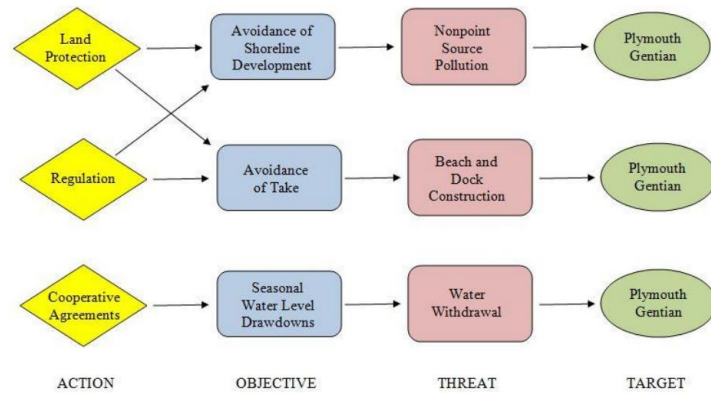 Land
Protection
Avoidance of
Shoreline
Development
Nonpoint
Source
Pollution
Plymouth
Gentian
Regulation
Avoidance
of Take
Beach and
Dock
Construction
Plymouth
Gentian
Cooperative
Agreements
Seasonal
Water Level
Drawdowns
Water
Withdrawal
Plymouth
Gentian
ACTION
OBJECTIVE
THREAT
TARGET